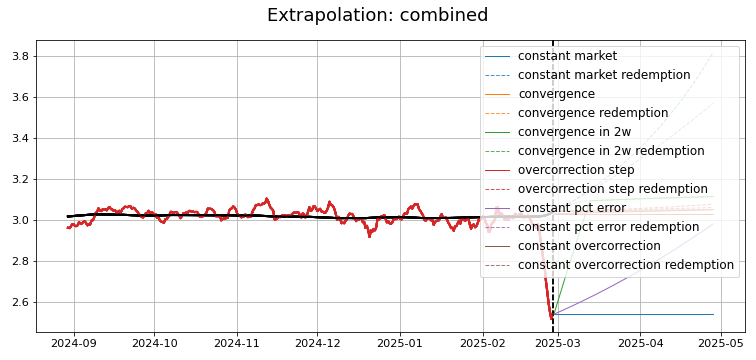 Extrapolation: combined
3.8
3.6
3.4
3.2
3.0
2.8
2.6
constant market
constant market redemption
convergence
convergence redemption
convergence in 2w
convergence in 2w redemption
overcorrection step
overcorrection step redemption
constant pct error
constant pct error redemption
constant overcorrection
constant overcorrection redemption
2024-09 2024-10 2024-11 2024-12 2025-01 2025-02 2025-03 2025-04 2025-05